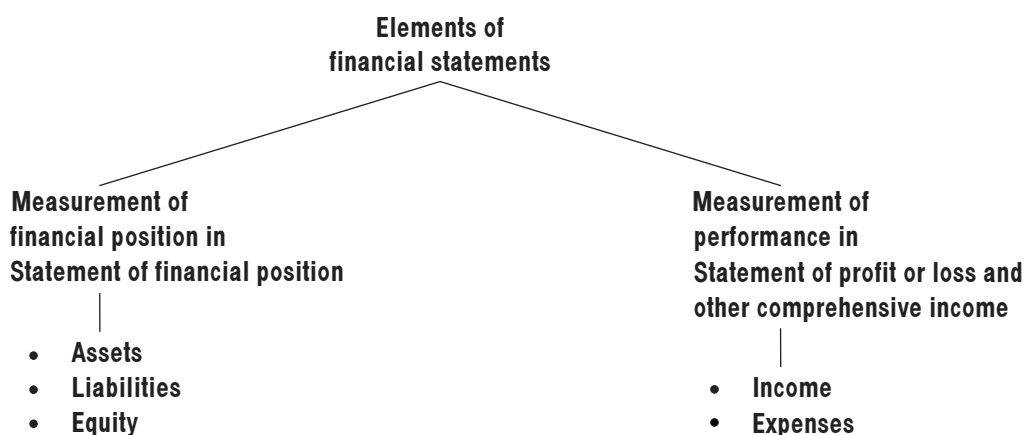 Elements of
financial statements
Measurement of
financial position in
Statement of financial position
• Assets
• Liabilities
• Equity
Measurement of
performance in
Statement of profit or loss and
other comprehensive income
• Income
• Expenses